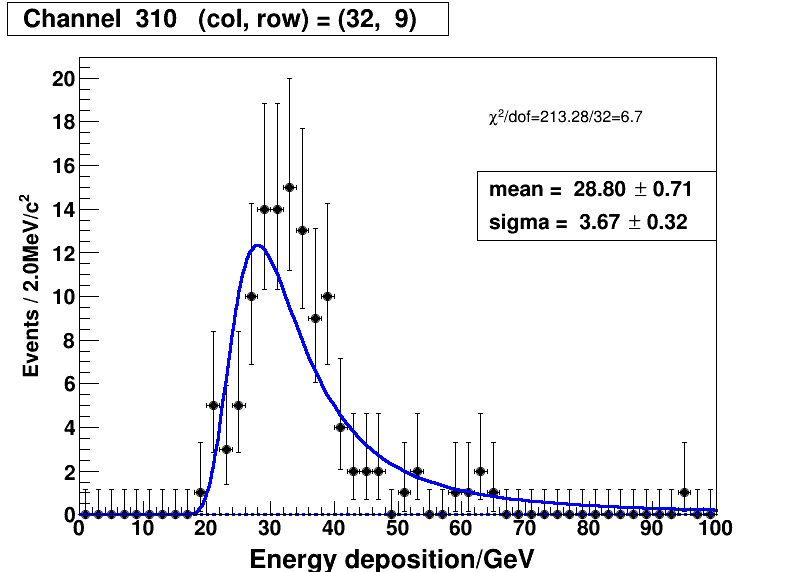 Channel 310 (col, row) = (32, 9)
χ²/dof=213.28/32=6.7
mean = 28.80 ± 0.71
sigma = 3.67 ± 0.32
Events / 2.0MeV/c²
20
18
16
14
12
10
8
6
4
2
0
0 10 20 30 40 50 60 70 80 90 100
Energy deposition/GeV